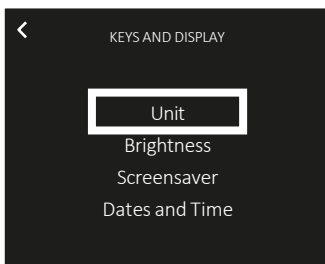 KEYS AND DISPLAY
Unit
Brightness
Screensaver
Dates and Time